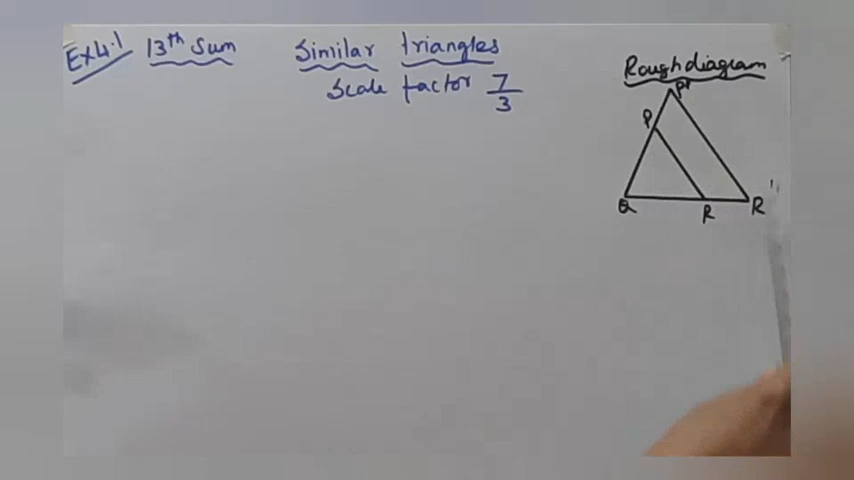 Ex4.1 13th Sum Similar triangles
Scale factor 7/3
Rough diagram
P'
P
Q R R'